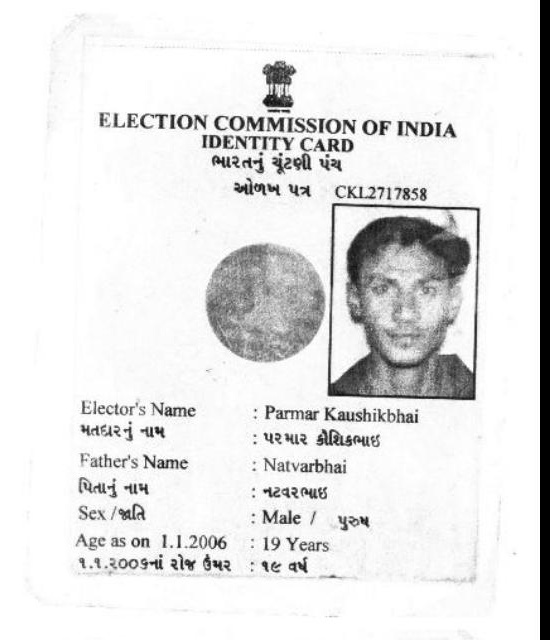 ELECTION COMMISSION OF INDIA
IDENTITY CARD
ભારતનું ચૂંટણી પંચ
ઓળખ પત્ર CKL2717858
Elector's Name : Parmar Kaushikbhai
મતદારનું નામ : પરમાર કૌશિકભાઇ
Father's Name : Natvarbhai
પિતાનું નામ : નટવરભાઇ
Sex /જાતિ : Male / પુરુષ
Age as on 1.1.2006 : 19 Years
૧.૧.૨૦૦૬નાં રોજ ઉંમર : ૧૯ વર્ષ